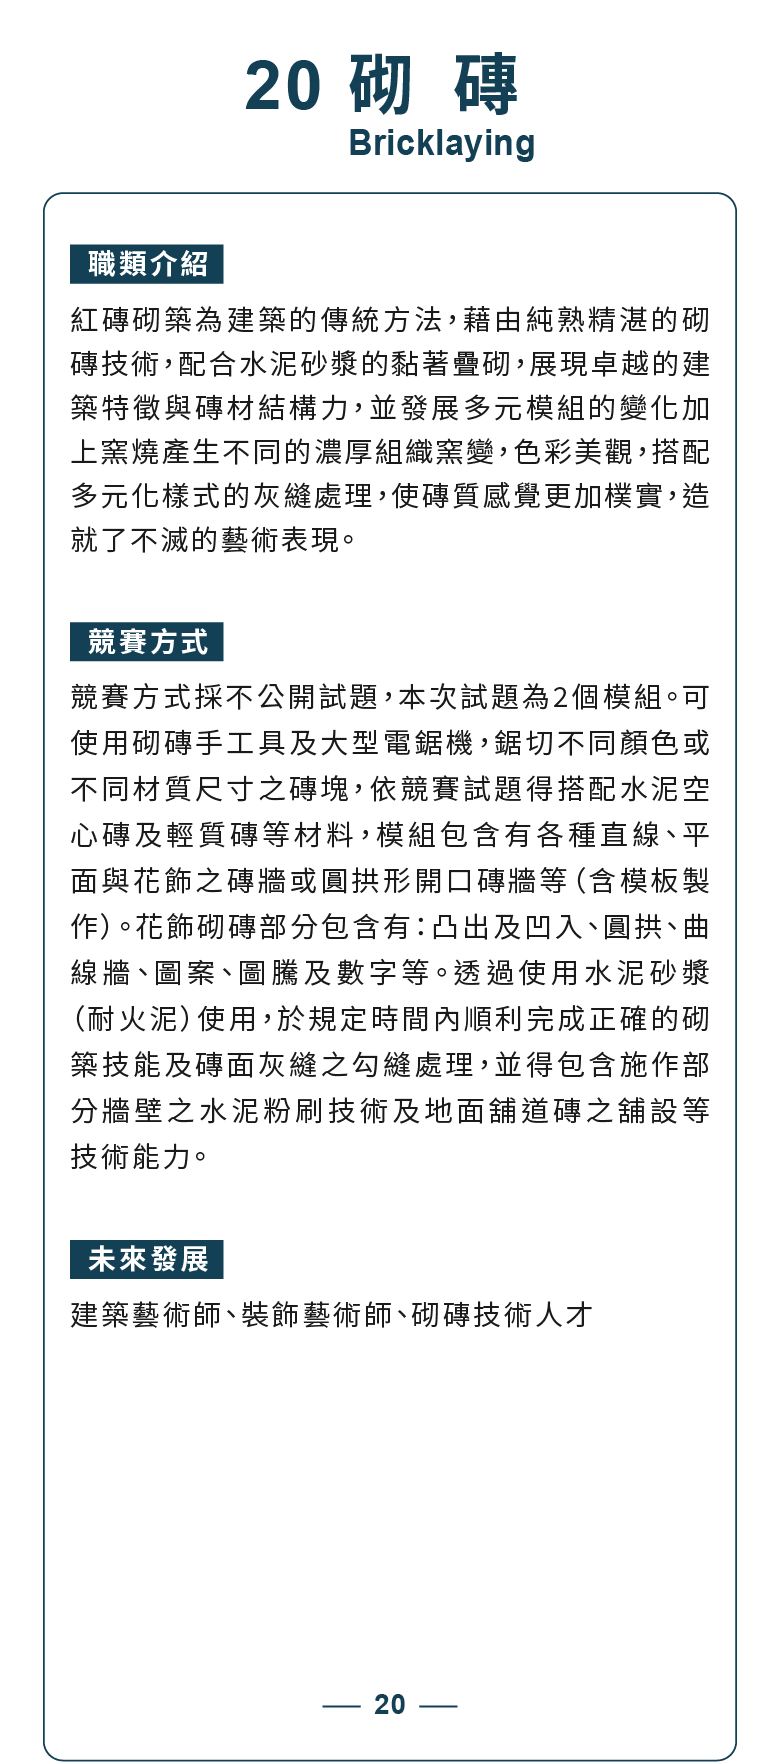 20 砌 磚
Bricklaying
職類介紹
紅磚砌築為建築的傳統方法，藉由純熟精湛的砌
磚技術，配合水泥砂漿的黏著疊砌，展現卓越的建
築特徵與磚材結構力，並發展多元模組的變化加
上窯燒產生不同的濃厚組織窯變，色彩美觀，搭配
多元化樣式的灰縫處理，使磚質感覺更加樸實，造
就了不滅的藝術表現。
競賽方式
競賽方式採不公開試題，本次試題為2個模組。可
使用砌磚手工具及大型電鋸機，鋸切不同顏色或
不同材質尺寸之磚塊，依競賽試題得搭配水泥空
心磚及輕質磚等材料，模組包含有各種直線、平
面與花飾之磚牆或圓拱形開口磚牆等（含模板製
作）。花飾砌磚部分包含有：凸出及凹入、圓拱、曲
線牆、圖案、圖騰及數字等。透過使用水泥砂漿
（耐火泥）使用，於規定時間內順利完成正確的砌
築技能及磚面灰縫之勾縫處理，並得包含施作部
分牆壁之水泥粉刷技術及地面舖道磚之舖設等
技術能力。
未來發展
建築藝術師、裝飾藝術師、砌磚技術人才
20